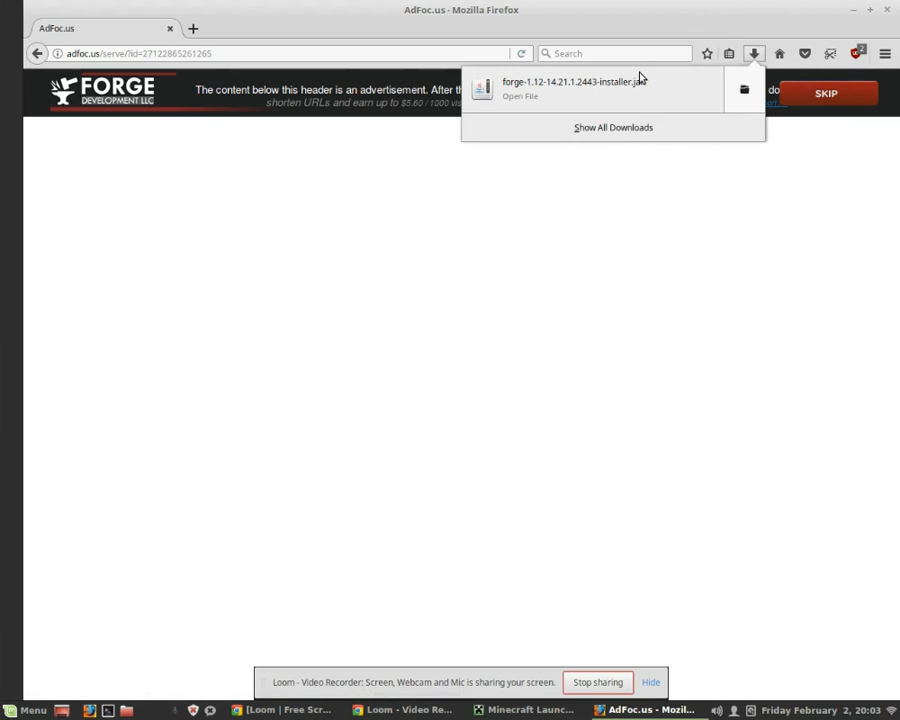 AdFoc.us - Mozilla Firefox
AdFoc.us
adfoc.us/serve/?id=27122865261265
Search
2
FORGE
DEVELOPMENT LLC
The content below this header is an advertisement. After th
do
SKIP
shorten URLs and earn up to $5.60 / 1000 vis
forge-1.12-14.21.1.2443-installer.jar
Open File
Show All Downloads
Loom - Video Recorder: Screen, Webcam and Mic is sharing your screen.
Stop sharing
Hide
Menu
[Loom | Free Scr...
Loom - Video Re...
Minecraft Launc...
AdFoc.us - Mozil...
Friday February 2, 20:03